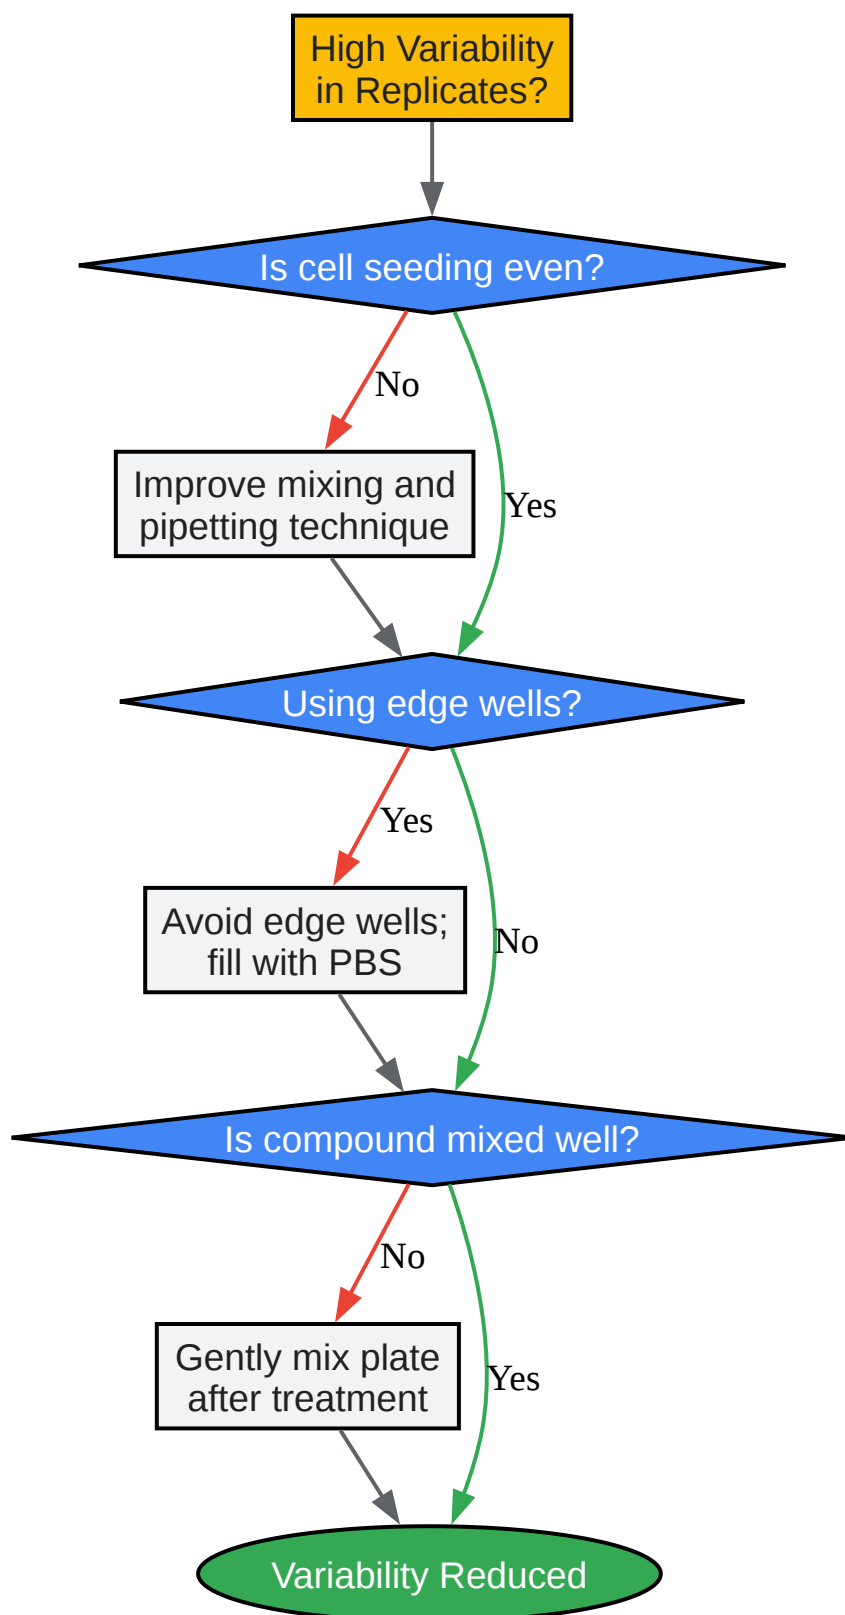 High Variability
in Replicates?
Is cell seeding even?
No
Improve mixing and
pipetting technique
Yes
Using edge wells?
Yes
Avoid edge wells;
fill with PBS
No
Is compound mixed well?
No
Gently mix plate
after treatment
Yes
Variability Reduced